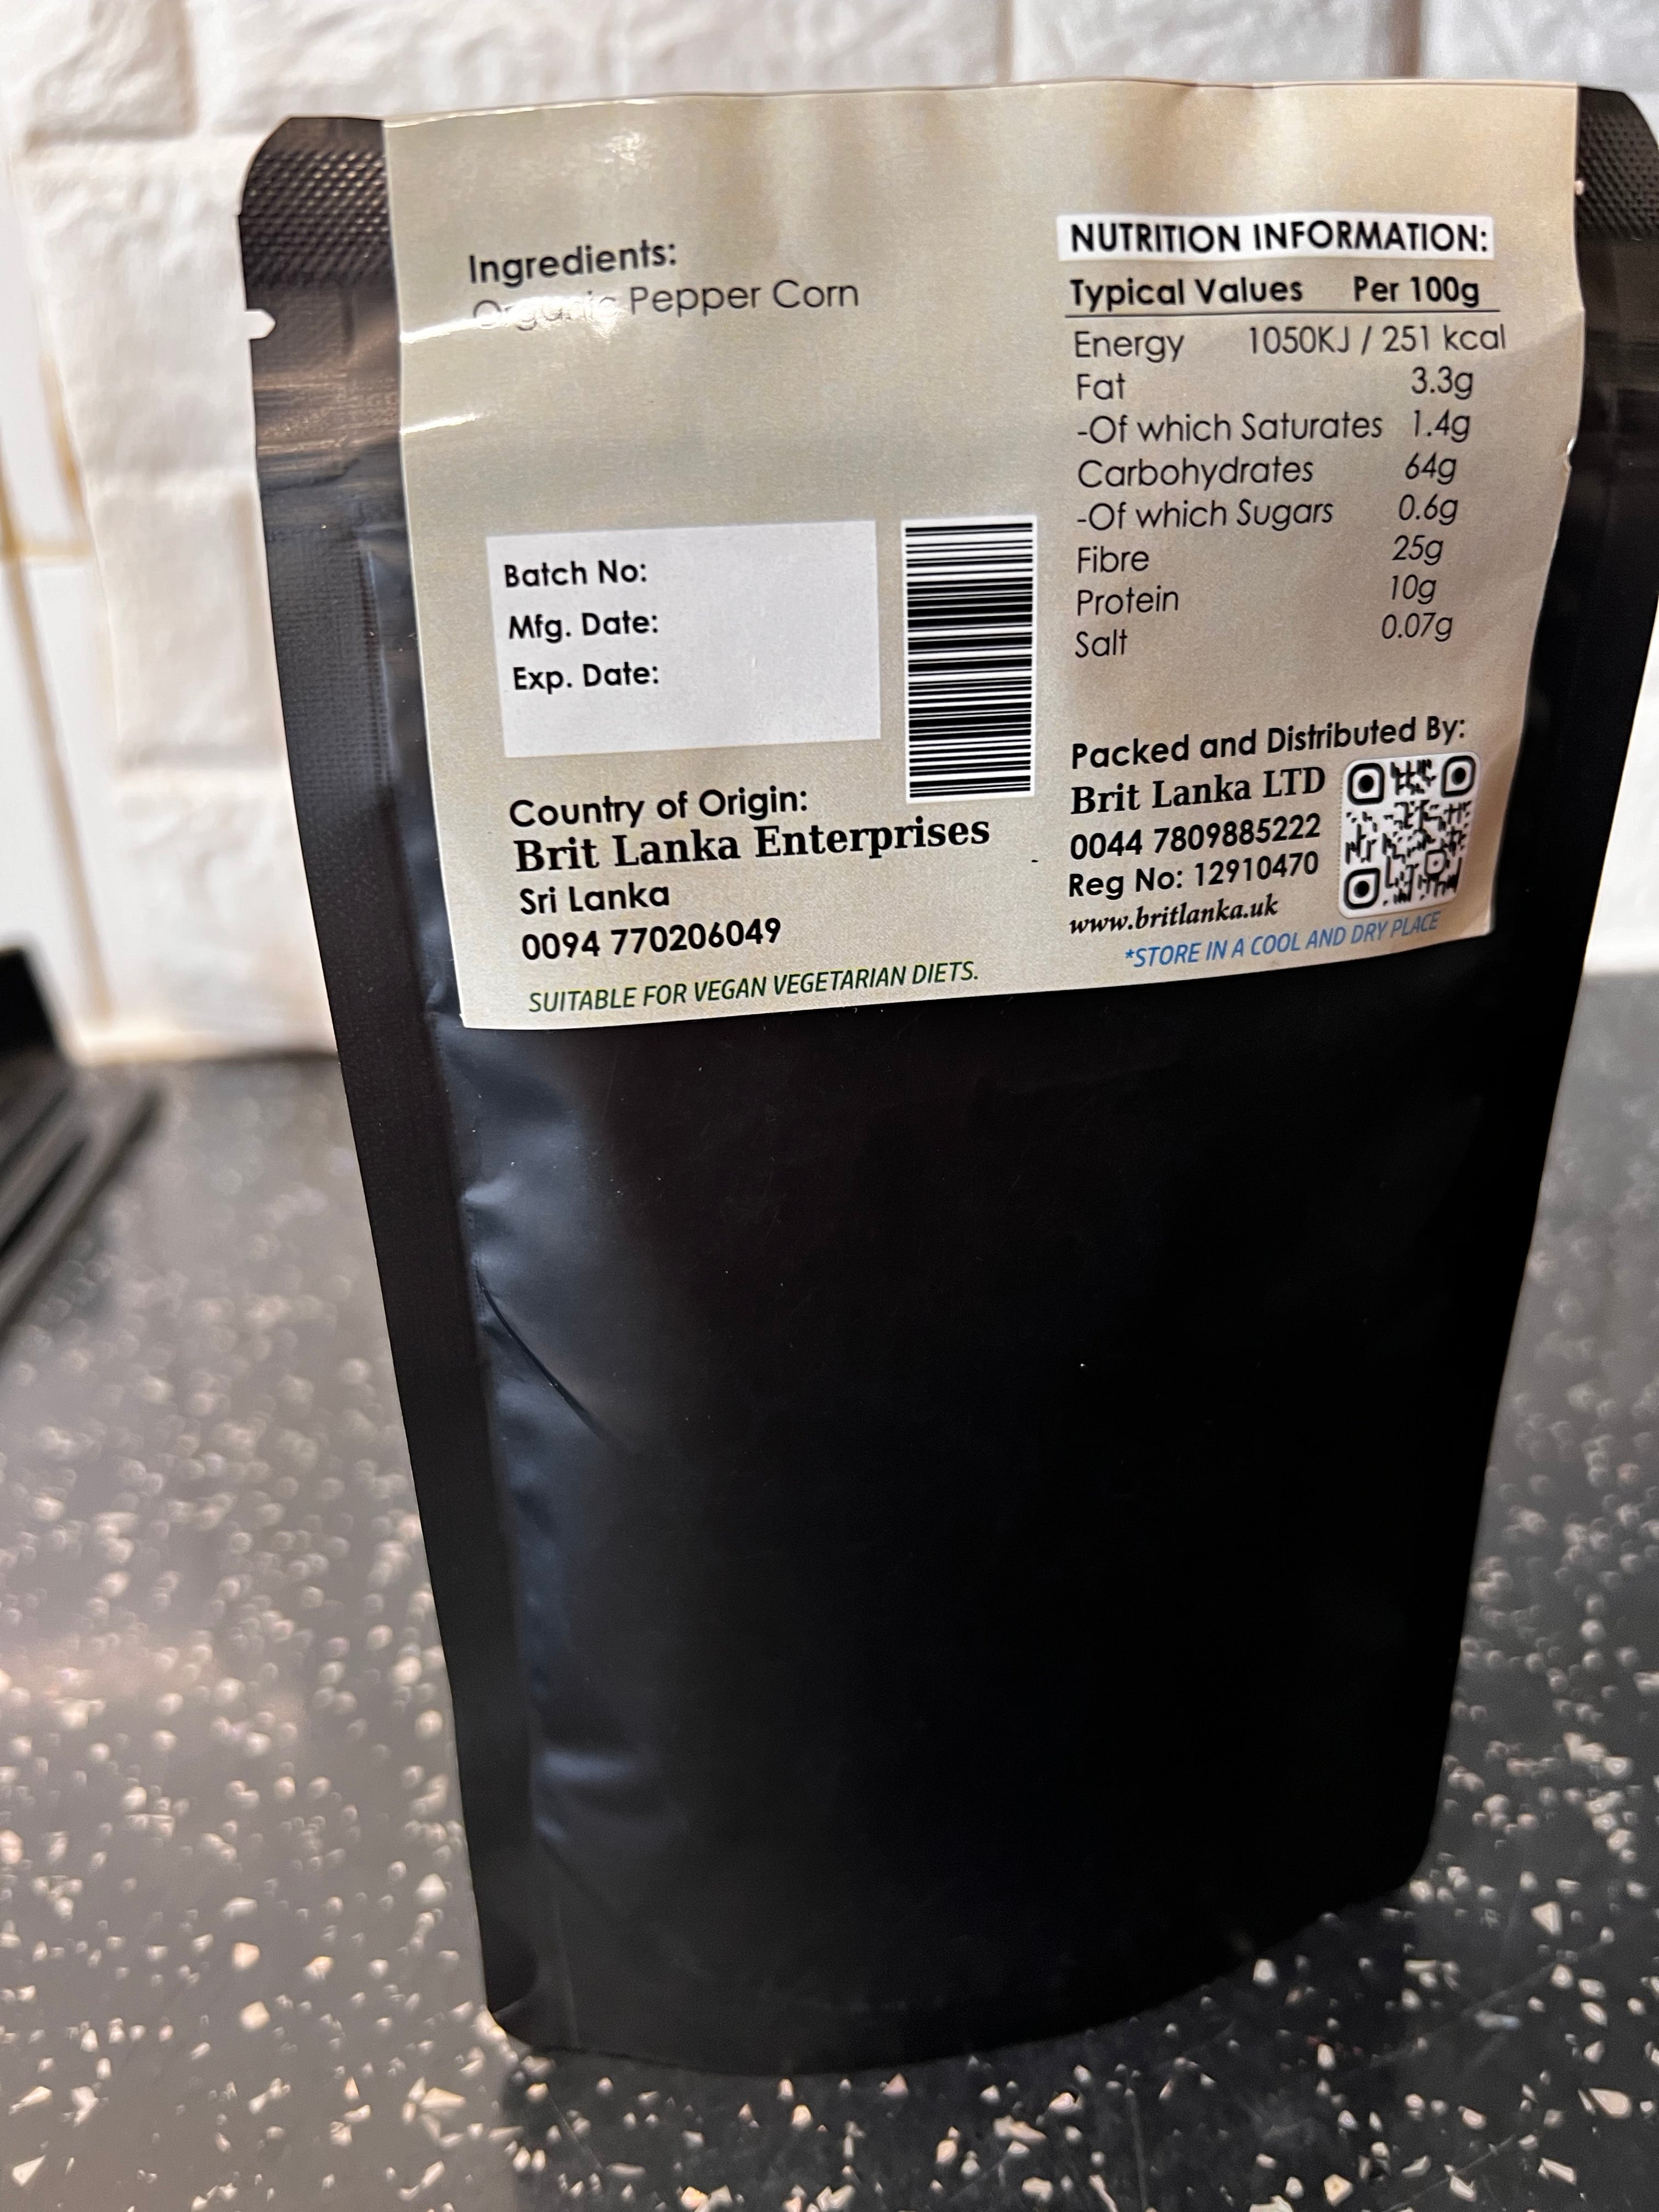 Ingredients:
Organic Pepper Corn
Batch No:
Mfg. Date:
Exp. Date:
Country of Origin:
Brit Lanka Enterprises
Sri Lanka
0094 770206049
SUITABLE FOR VEGAN VEGETARIAN DIETS.
NUTRITION INFORMATION:
Typical Values Per 100g
Energy 1050KJ / 251 kcal
Fat 3.3g
-Of which Saturates 1.4g
Carbohydrates 64g
-Of which Sugars 0.6g
Fibre 25g
Protein 10g
Salt 0.07g
Packed and Distributed By:
Brit Lanka LTD
0044 7809885222
Reg No: 12910470
www.britlanka.uk
*STORE IN A COOL AND DRY PLACE